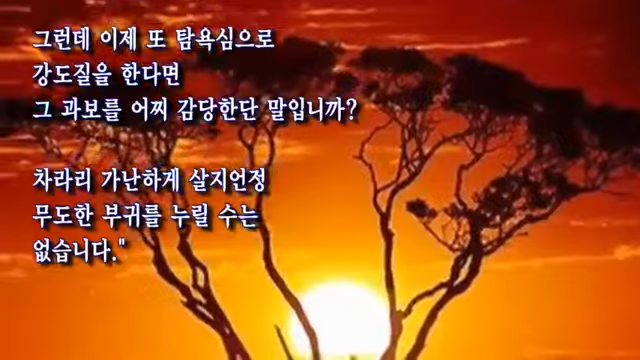 그런데 이제 또 탐욕심으로
강도질을 한다면
그 과보를 어찌 감당한단 말입니까?
차라리 가난하게 살지언정
무도한 부귀를 누릴 수는
없습니다."